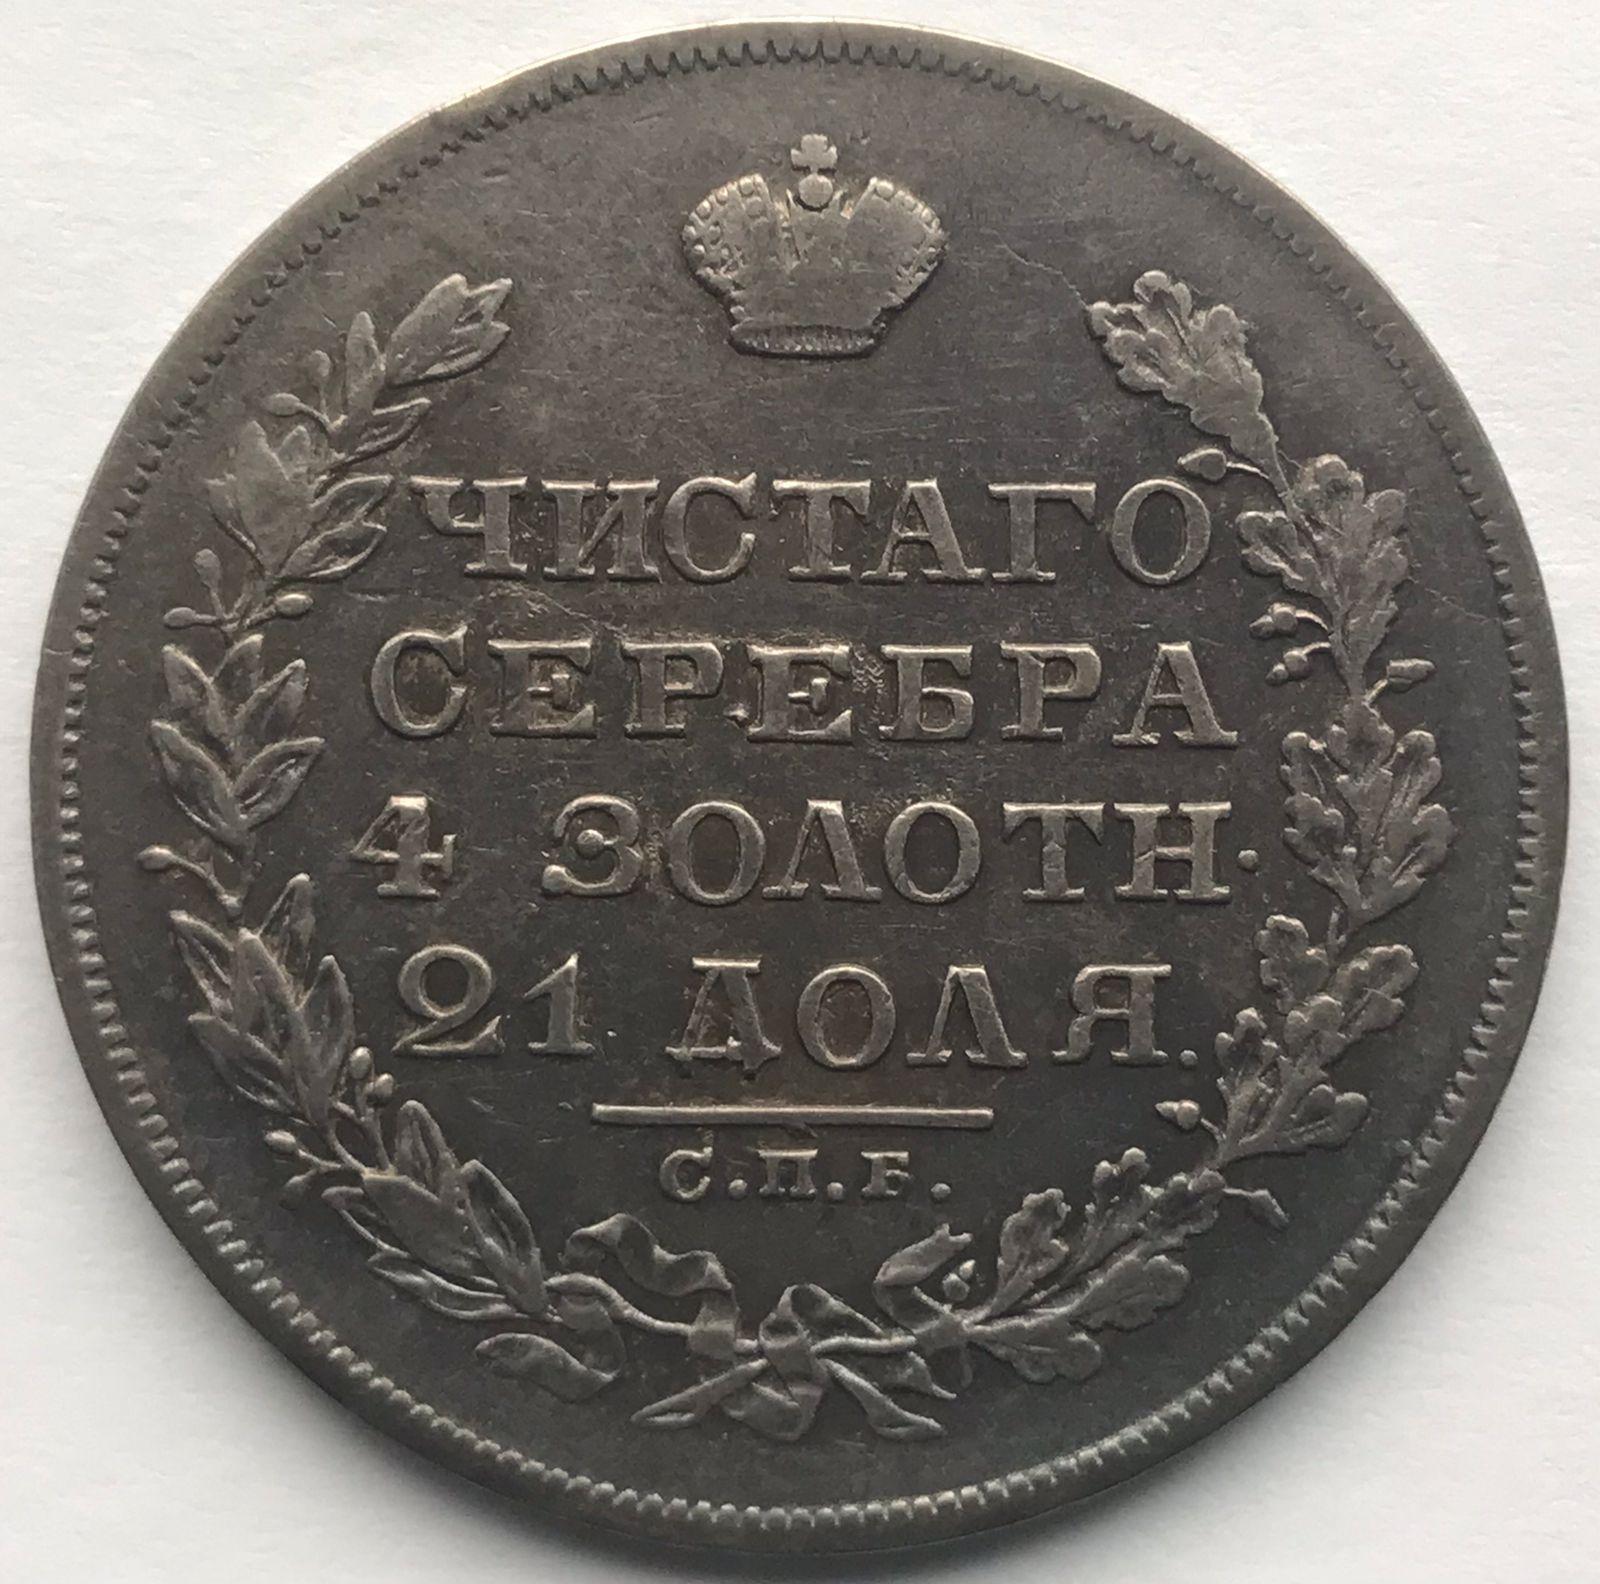 ЧИСТАГО
СЕРЕБРА
4 ЗОЛОТН.
21 ДОЛЯ.
С.П.Б.